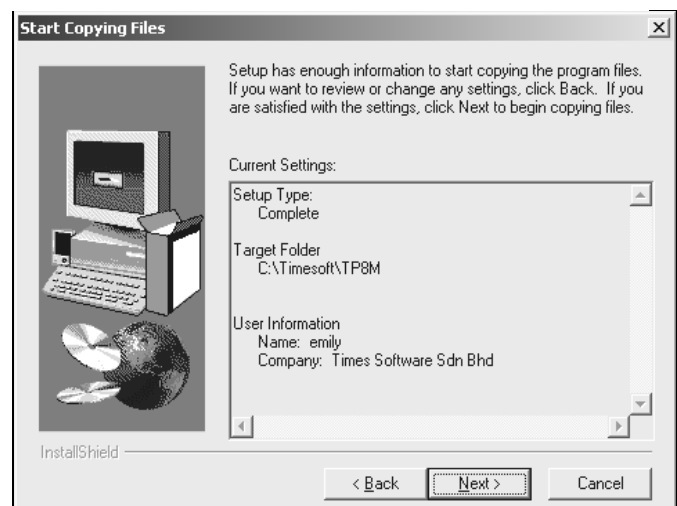 Start Copying Files
Setup has enough information to start copying the program files.
If you want to review or change any settings, click Back. If you
are satisfied with the settings, click Next to begin copying files.
Current Settings:
Setup Type:
Complete
Target Folder
C:\Timesoft\TP8M
User Information
Name: emily
Company: Times Software Sdn Bhd
InstallShield
< Back
Next >
Cancel